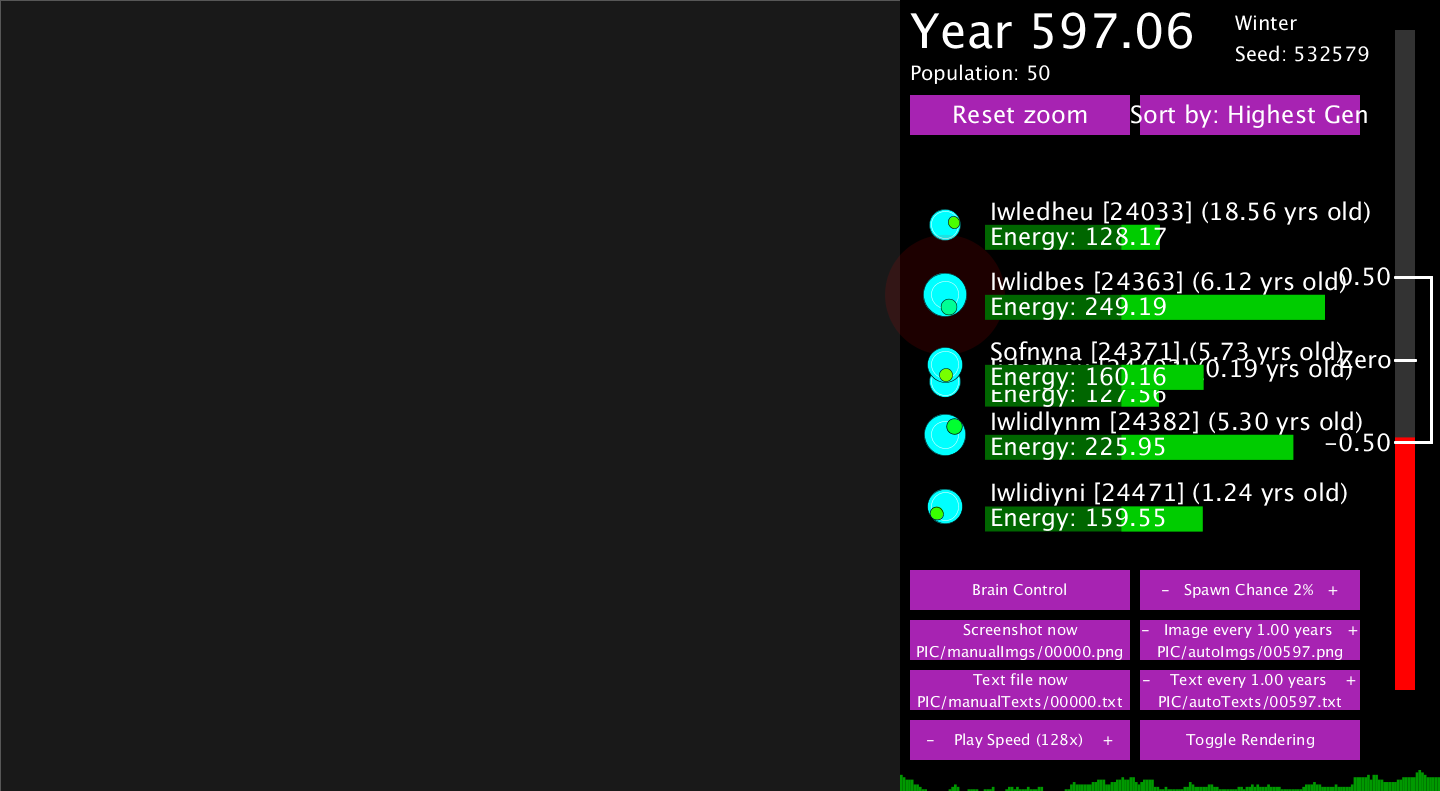 Year 597.06
Winter
Seed: 532579
Population: 50
Reset zoom
Sort by: Highest Gen
Iwledheu [24033] (18.56 yrs old)
Energy: 128.17
Iwlidbes [24363] (6.12 yrs old)
Energy: 249.19
0.50
Sofnyna [24371] (5.73 yrs old)
Zero
(0.19 yrs old)
Energy: 160.16
Energy: 127.56
Iwlidlynm [24382] (5.30 yrs old)
Energy: 225.95
-0.50
Iwlidiyni [24471] (1.24 yrs old)
Energy: 159.55
Brain Control
- Spawn Chance 2% +
Screenshot now
PIC/manualImgs/00000.png
- Image every 1.00 years +
PIC/autoImgs/00597.png
Text file now
PIC/manualTexts/00000.txt
- Text every 1.00 years +
PIC/autoTexts/00597.txt
- Play Speed (128x) +
Toggle Rendering